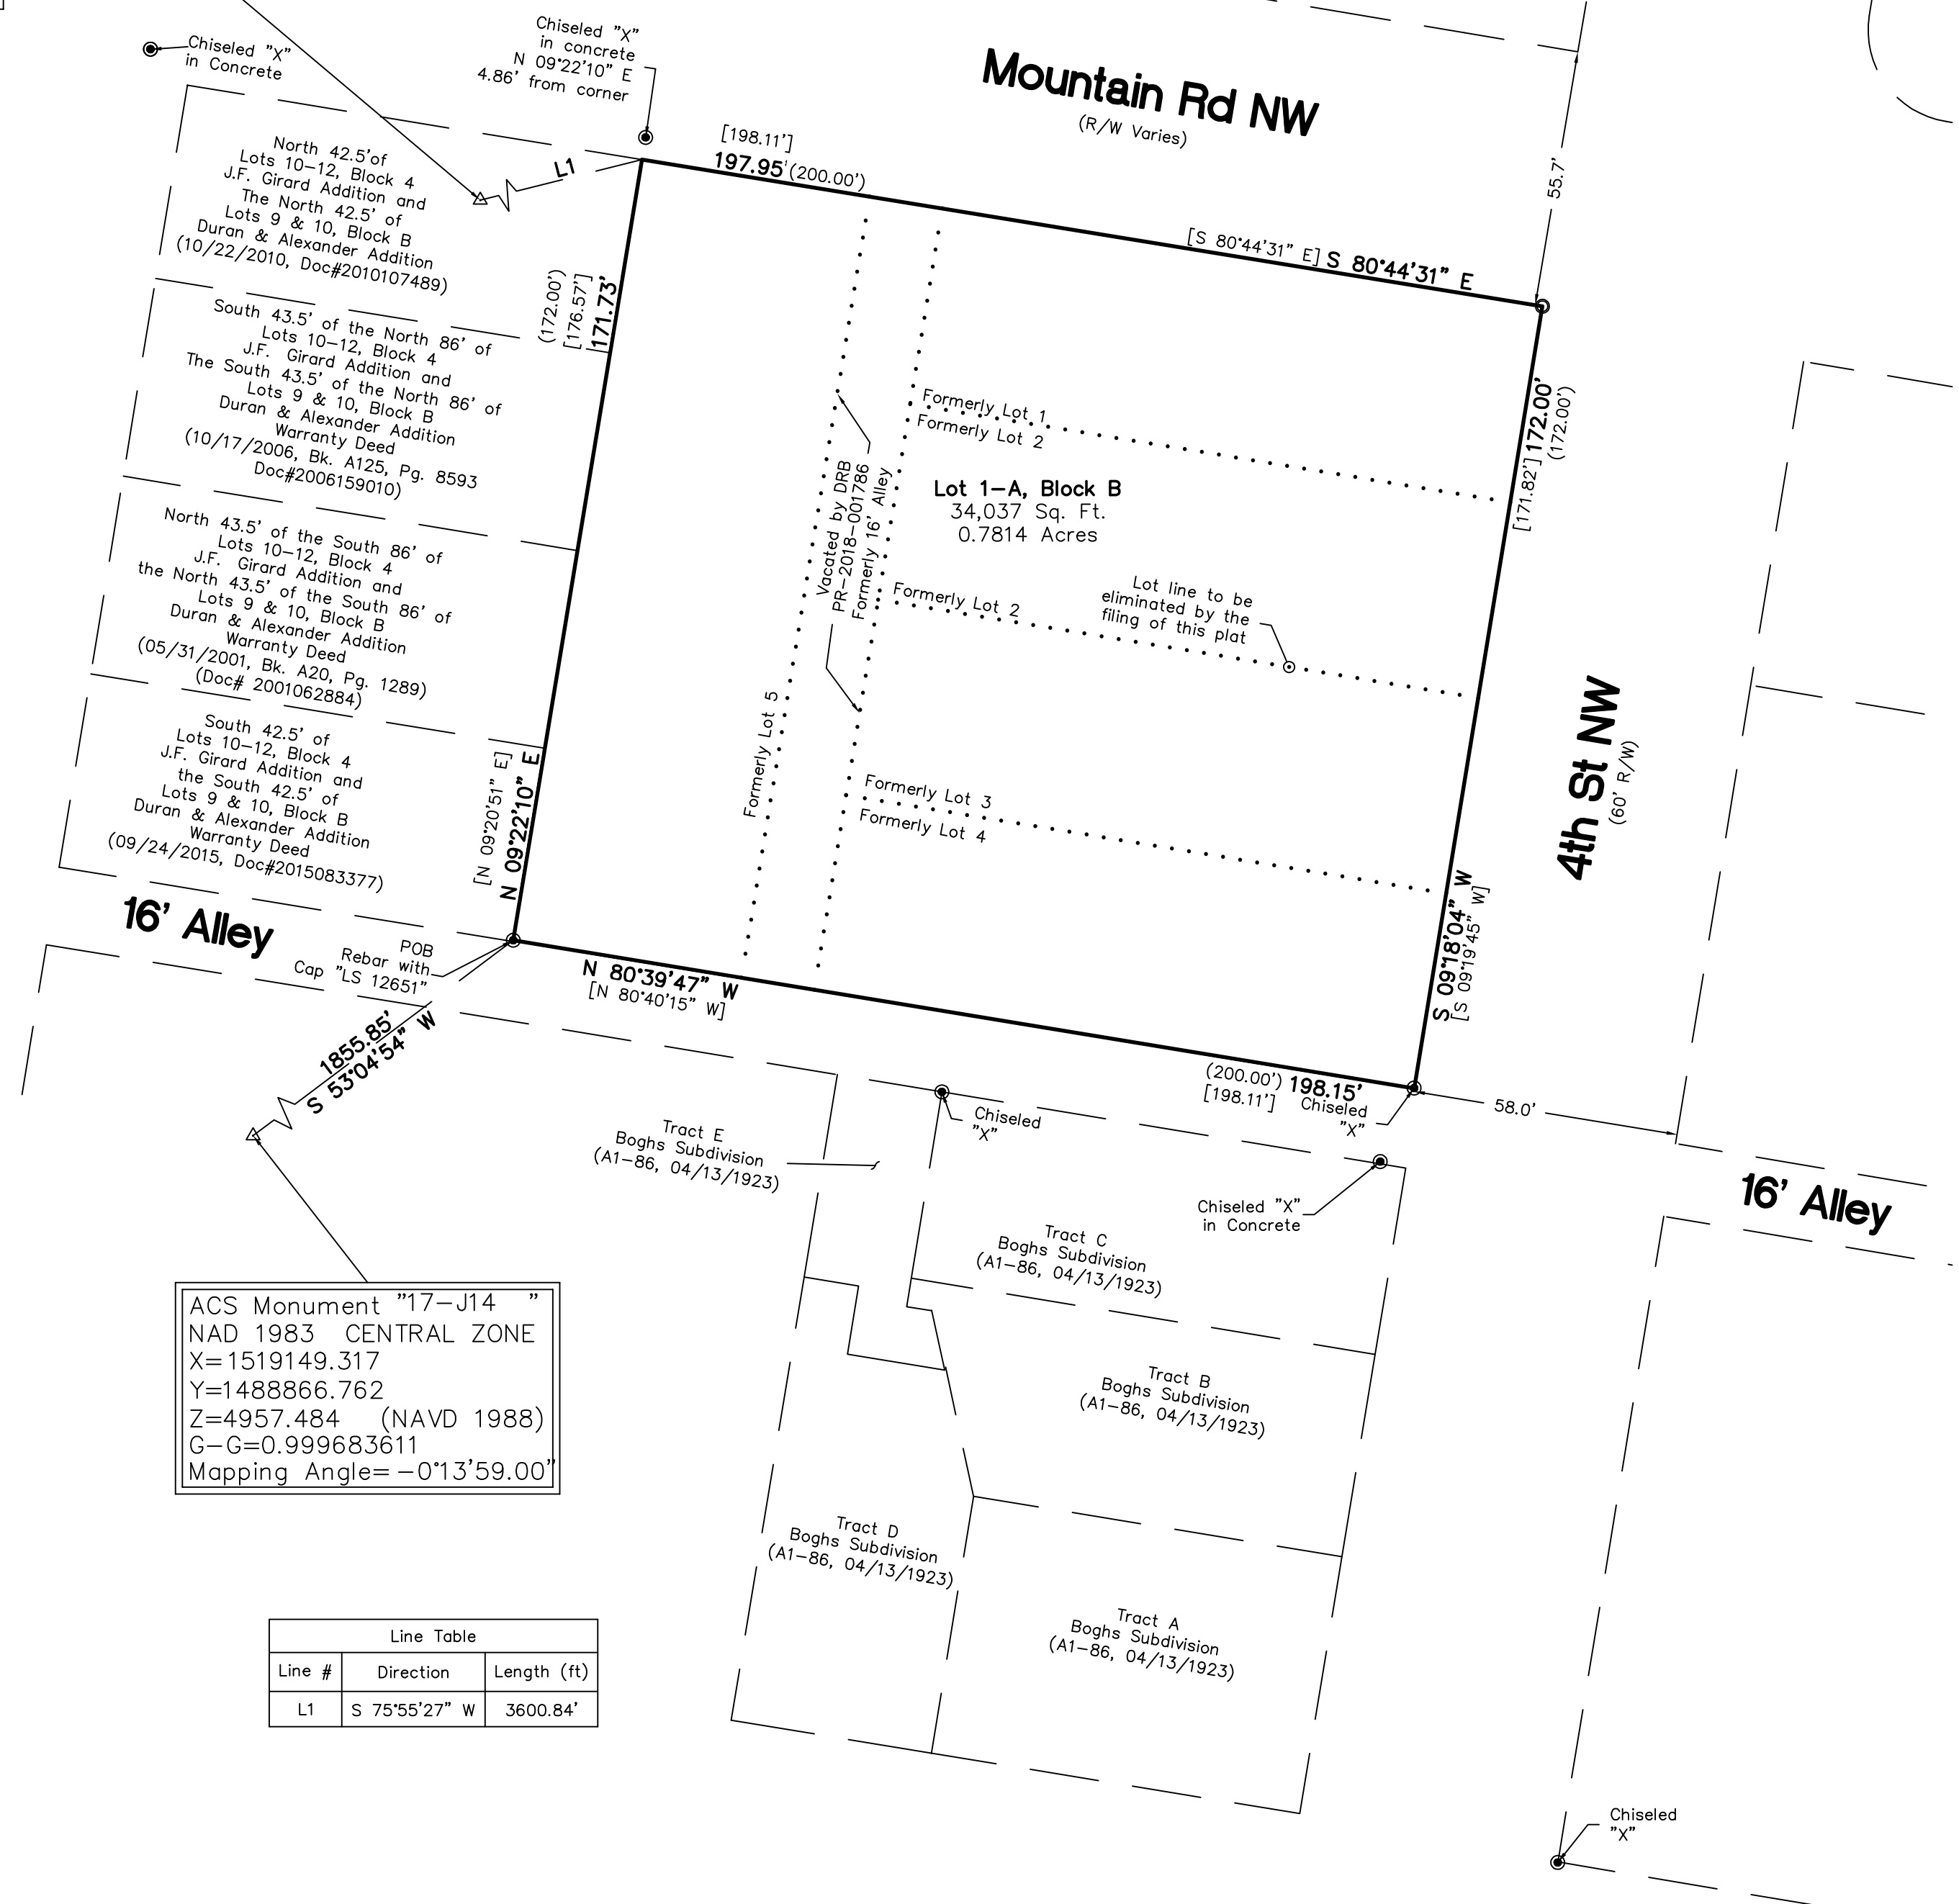 Chiseled "X"
in Concrete
Chiseled "X"
in concrete
N 09°22'10" E
4.86' from corner
Mountain Rd NW
(R/W Varies)
55.7'
L1
[198.11']
197.95' (200.00')
[S 80°44'31" E] S 80°44'31" E
North 42.5'of
Lots 10-12, Block 4
J.F. Girard Addition and
The North 42.5' of
Lots 9 & 10, Block B
Duran & Alexander Addition
(10/22/2010, Doc#2010107489)
(172.00')
[176.57']
171.73'
South 43.5' of the North 86' of
Lots 10-12, Block 4
J.F. Girard Addition and
The South 43.5' of the North 86' of
Lots 9 & 10, Block B
Duran & Alexander Addition
Warranty Deed
(10/17/2006, Bk. A125, Pg. 8593
Doc#2006159010)
North 43.5' of the South 86' of
Lots 10-12, Block 4
J.F. Girard Addition and
the North 43.5' of the South 86' of
Lots 9 & 10, Block B
Duran & Alexander Addition
Warranty Deed
(05/31/2001, Bk. A20, Pg. 1289)
(Doc# 2001062884)
South 42.5' of
Lots 10-12, Block 4
J.F. Girard Addition and
the South 42.5' of
Lots 9 & 10, Block B
Duran & Alexander Addition
Warranty Deed
(09/24/2015, Doc#2015083377)
Formerly Lot 1
Formerly Lot 2
Lot 1-A, Block B
34,037 Sq. Ft.
0.7814 Acres
Vacated by DRB
PR-2018-001786
Formerly 16' Alley
Formerly Lot 2
Lot line to be
eliminated by the
filing of this plat
Formerly Lot 5
Formerly Lot 3
Formerly Lot 4
[171.82'] 172.00'
(172.00')
4th St NW
(60' R/W)
[N 09°20'51" E]
N 09°22'10" E
S 09°18'04" W
[S 09°19'45" W]
16' Alley
POB
Rebar with
Cap "LS 12651"
N 80°39'47" W
[N 80°40'15" W]
(200.00') 198.15'
[198.11']
Chiseled
"X"
58.0'
1855.85'
S 53°04'54" W
Tract E
Boghs Subdivision
(A1-86, 04/13/1923)
Chiseled
"X"
Chiseled "X"
in Concrete
16' Alley
Tract C
Boghs Subdivision
(A1-86, 04/13/1923)
Tract B
Boghs Subdivision
(A1-86, 04/13/1923)
ACS Monument "17-J14 "
NAD 1983 CENTRAL ZONE
X=1519149.317
Y=1488866.762
Z=4957.484 (NAVD 1988)
G-G=0.999683611
Mapping Angle= -0°13'59.00"
Tract D
Boghs Subdivision
(A1-86, 04/13/1923)
Tract A
Boghs Subdivision
(A1-86, 04/13/1923)
Line Table
Line # Direction Length (ft)
L1 S 75°55'27" W 3600.84'
Chiseled
"X"